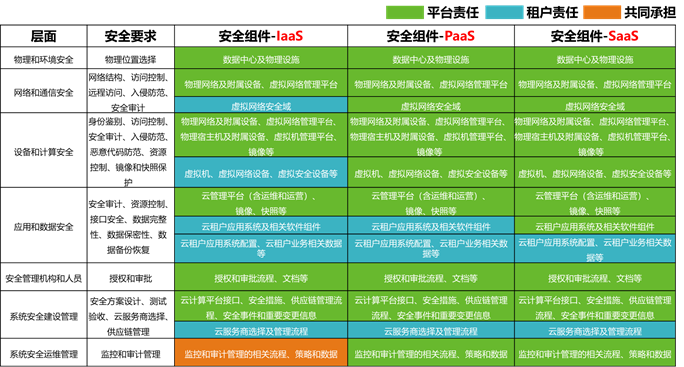 平台责任 租户责任 共同承担
层面 安全要求 安全组件-IaaS 安全组件-PaaS 安全组件-SaaS
物理和环境安全 物理位置选择 数据中心及物理设施 数据中心及物理设施 数据中心及物理设施
网络和通信安全
网络结构、访问控制、
远程访问、入侵防范、
安全审计
物理网络及附属设备、虚拟网络管理平台 物理网络及附属设备、虚拟网络管理平台 物理网络及附属设备、虚拟网络管理平台
虚拟网络安全域 虚拟网络安全域 虚拟网络安全域
设备和计算安全
身份鉴别、访问控制、
安全审计、入侵防范、
恶意代码防范、资源
控制、镜像和快照保
护
物理网络及附属设备、虚拟网络管理平台、
物理宿主机及附属设备、虚拟机管理平台、
镜像等
物理网络及附属设备、虚拟网络管理平台、
物理宿主机及附属设备、虚拟机管理平台、
镜像等
物理网络及附属设备、虚拟网络管理平台、
物理宿主机及附属设备、虚拟机管理平台、
镜像等
虚拟机、虚拟网络设备、虚拟安全设备等 虚拟机、虚拟网络设备、虚拟安全设备等 虚拟机、虚拟网络设备、虚拟安全设备等
应用和数据安全
安全审计、资源控制、
接口安全、数据完整
性、数据保密性、数
据备份恢复
云管理平台（含运维和运营）、
镜像、快照等
云管理平台（含运维和运营）、
镜像、快照等
云管理平台（含运维和运营）、
镜像、快照等
云租户应用系统及相关软件组件 云租户应用系统及相关软件组件 云租户应用系统及相关软件组件
云租户应用系统配置、云租户业务相关数据
等
云租户应用系统配置、云租户业务相关数据
等
云租户应用系统配置、云租户业务相关数据
等
安全管理机构和人员 授权和审批 授权和审批流程、文档等 授权和审批流程、文档等 授权和审批流程、文档等
系统安全建设管理
安全方案设计、测试
验收、云服务商选择、
供应链管理
云计算平台接口、安全措施、供应链管理流
程、安全事件和重要变更信息
云计算平台接口、安全措施、供应链管理
流程、安全事件和重要变更信息
云计算平台接口、安全措施、供应链管理
流程、安全事件和重要变更信息
云服务商选择及管理流程 云服务商选择及管理流程 云服务商选择及管理流程
系统安全运维管理 监控和审计管理 监控和审计管理的相关流程、策略和数据 监控和审计管理的相关流程、策略和数据 监控和审计管理的相关流程、策略和数据